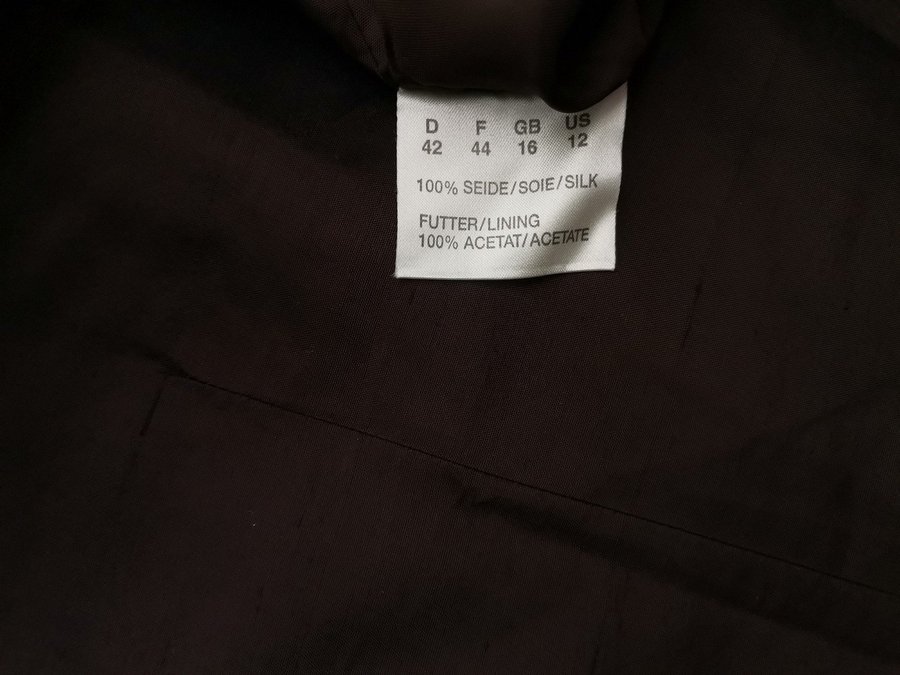 D F GB US
42 44 16 12
100% SEIDE/SOIE/SILK
FUTTER/LINING
100% ACETAT/ACETATE